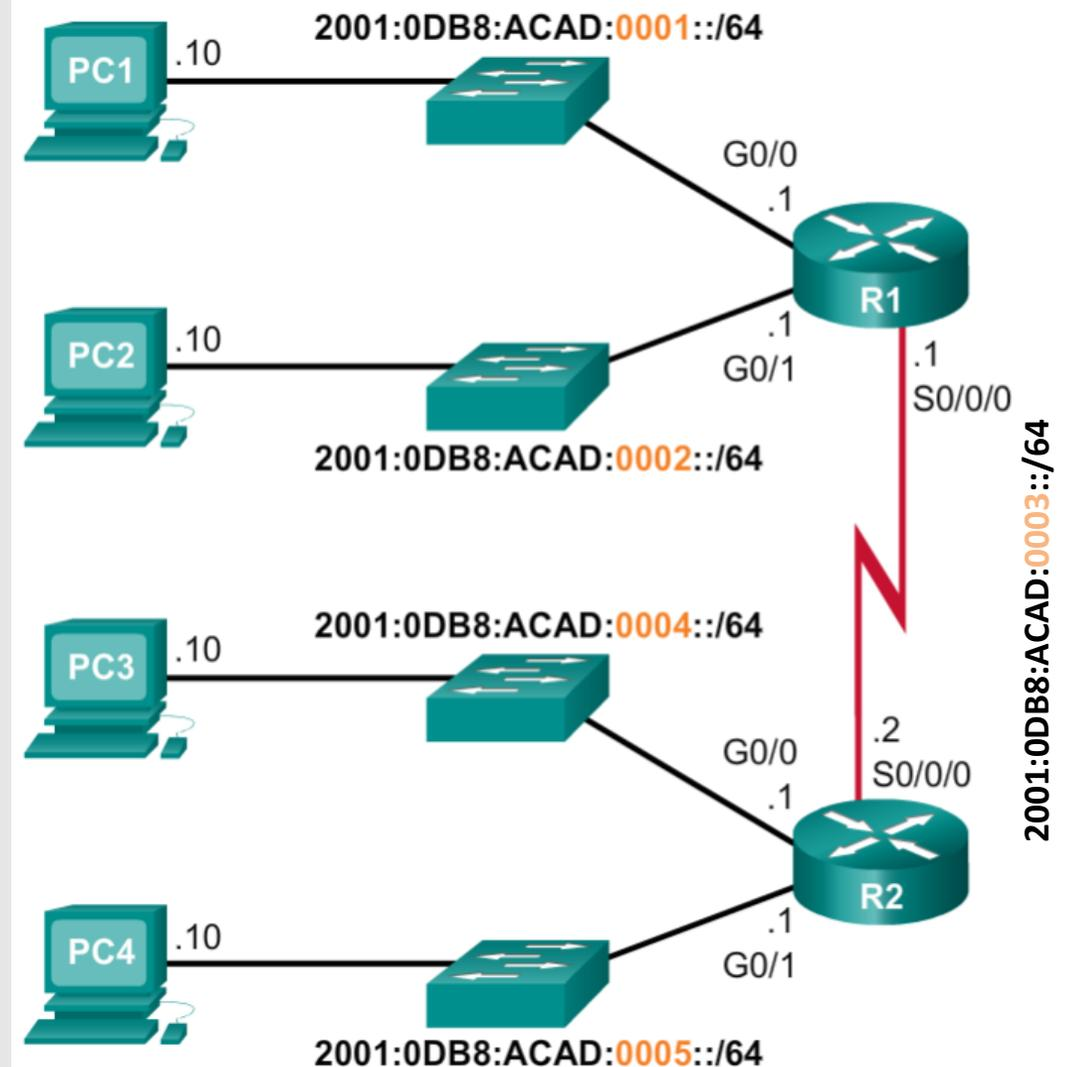 2001:0DB8:ACAD:0001::/64
PC1
.10
G0/0
.1
R1
PC2
.10
.1
G0/1
.1
S0/0/0
2001:0DB8:ACAD:0002::/64
2001:0DB8:ACAD:0003::/64
2001:0DB8:ACAD:0004::/64
PC3
.10
G0/0
.1
.2
S0/0/0
R2
PC4
.10
.1
G0/1
2001:0DB8:ACAD:0005::/64